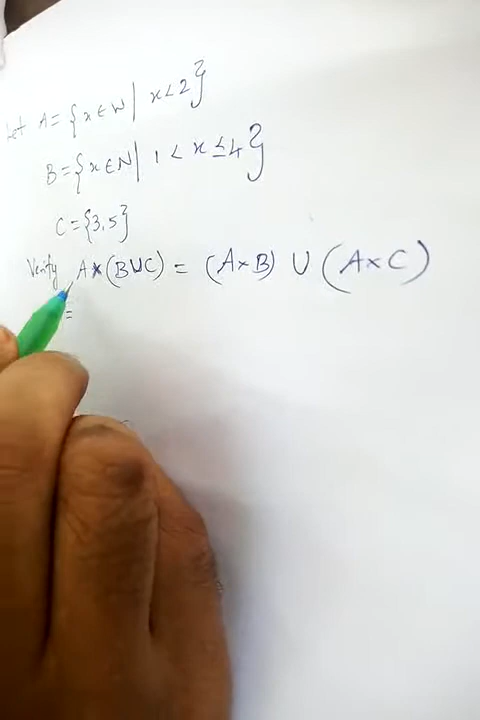 Let A = {x ∈ W | x < 2}
B = {x ∈ N | 1 < x ≤ 4}
C = {3,5}
Verify A × (B ∪ C) = (A × B) ∪ (A × C)
=